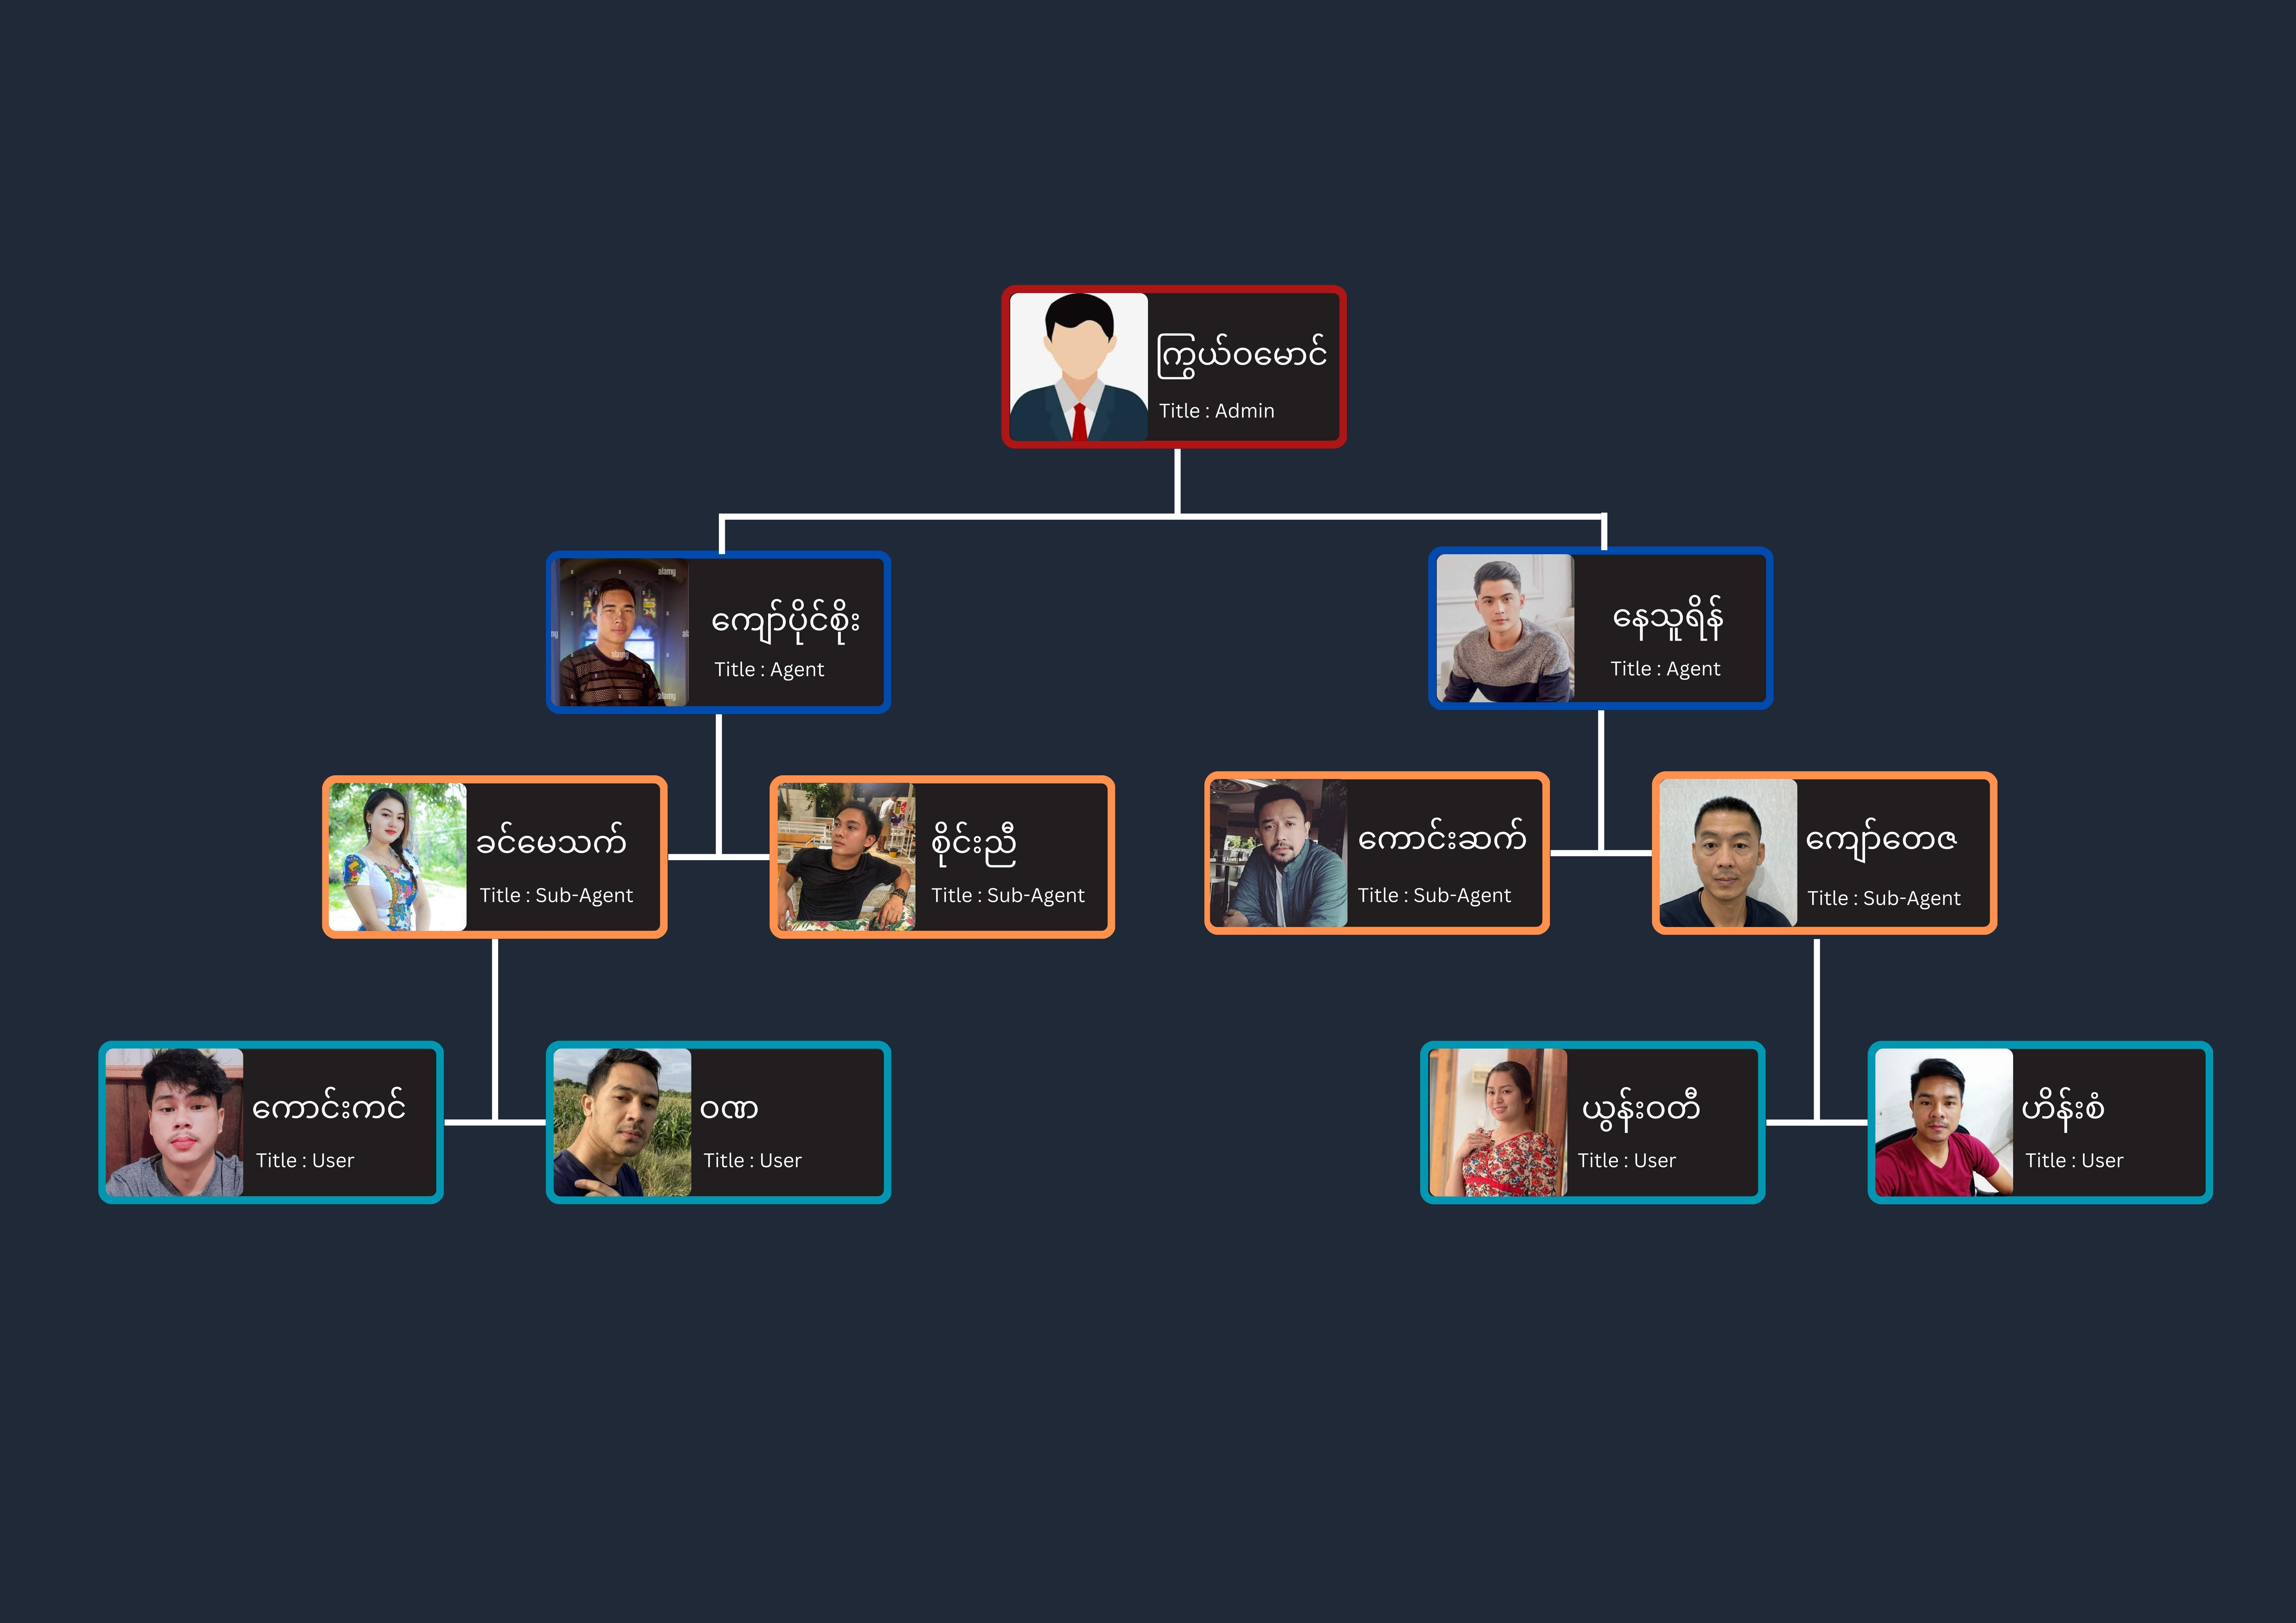 ကြွယ်ဝမောင်
Title : Admin
ကျော်ပိုင်စိုး
Title : Agent
နေသူရိန်
Title : Agent
ခင်မေသက်
Title : Sub-Agent
စိုင်းညီ
Title : Sub-Agent
ကောင်းဆက်
Title : Sub-Agent
ကျော်တေဇ
Title : Sub-Agent
ကောင်းကင်
Title : User
ဝဏ
Title : User
ယွန်းဝတီ
Title : User
ဟိန်းစံ
Title : User
alamy
alamy
alamy